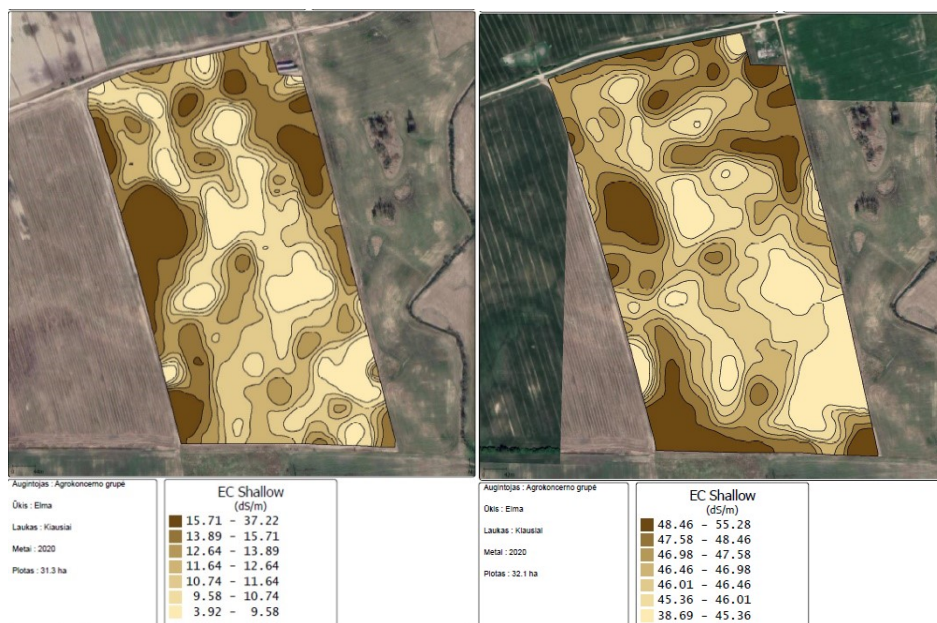 Augintojas : Agrokoncerno grupė
Ūkis : Elma
Laukas : Kiausiai
Metai : 2020
Plotas : 31.3 ha
EC Shallow
(dS/m)
15.71 - 37.22
13.89 - 15.71
12.64 - 13.89
11.64 - 12.64
10.74 - 11.64
9.58 - 10.74
3.92 - 9.58
Augintojas : Agrokoncerno grupė
Ūkis : Elma
Laukas : Kiausiai
Metai : 2020
Plotas : 32.1 ha
EC Shallow
(dS/m)
48.46 - 55.28
47.58 - 48.46
46.98 - 47.58
46.46 - 46.98
46.01 - 46.46
45.36 - 46.01
38.69 - 45.36